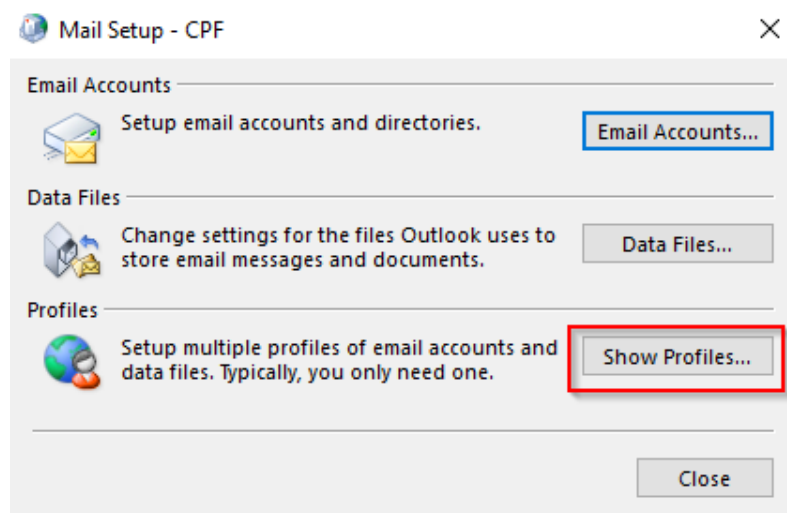 Mail Setup - CPF
Email Accounts
Setup email accounts and directories.
Email Accounts...
Data Files
Change settings for the files Outlook uses to
store email messages and documents.
Data Files...
Profiles
Setup multiple profiles of email accounts and
data files. Typically, you only need one.
Show Profiles...
Close